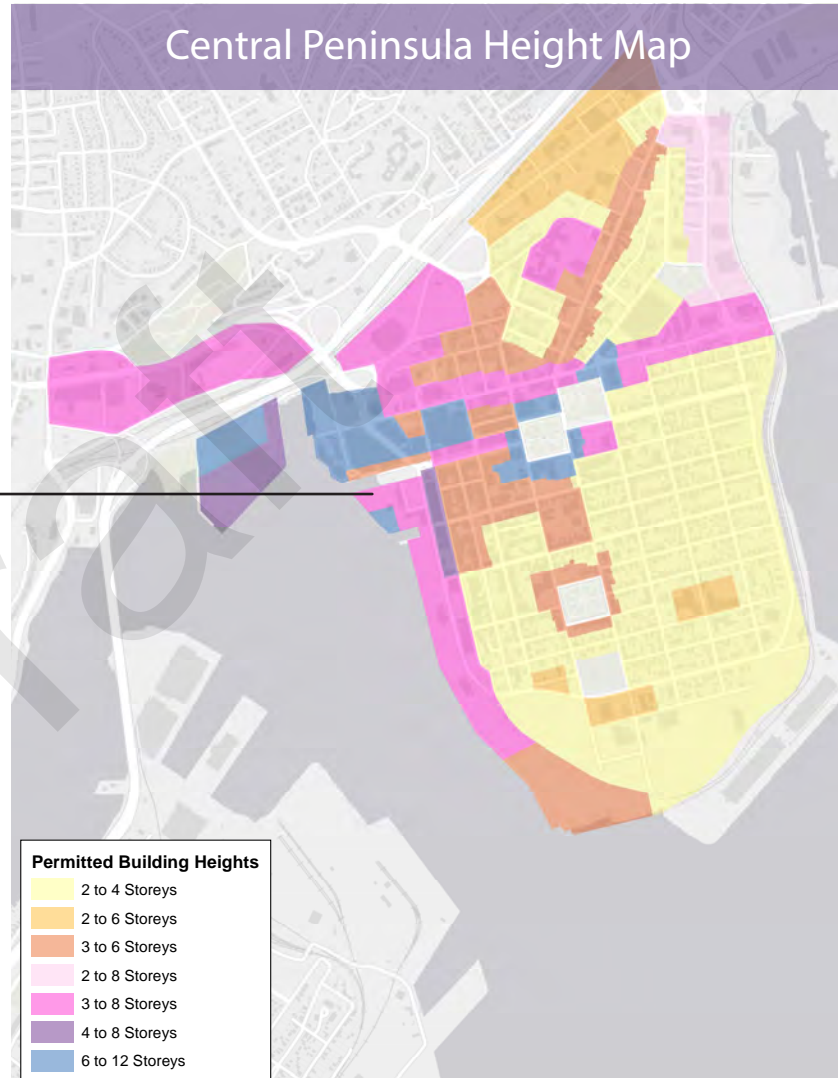 Central Peninsula Height Map
Permitted Building Heights
2 to 4 Storeys
2 to 6 Storeys
3 to 6 Storeys
2 to 8 Storeys
3 to 8 Storeys
4 to 8 Storeys
6 to 12 Storeys